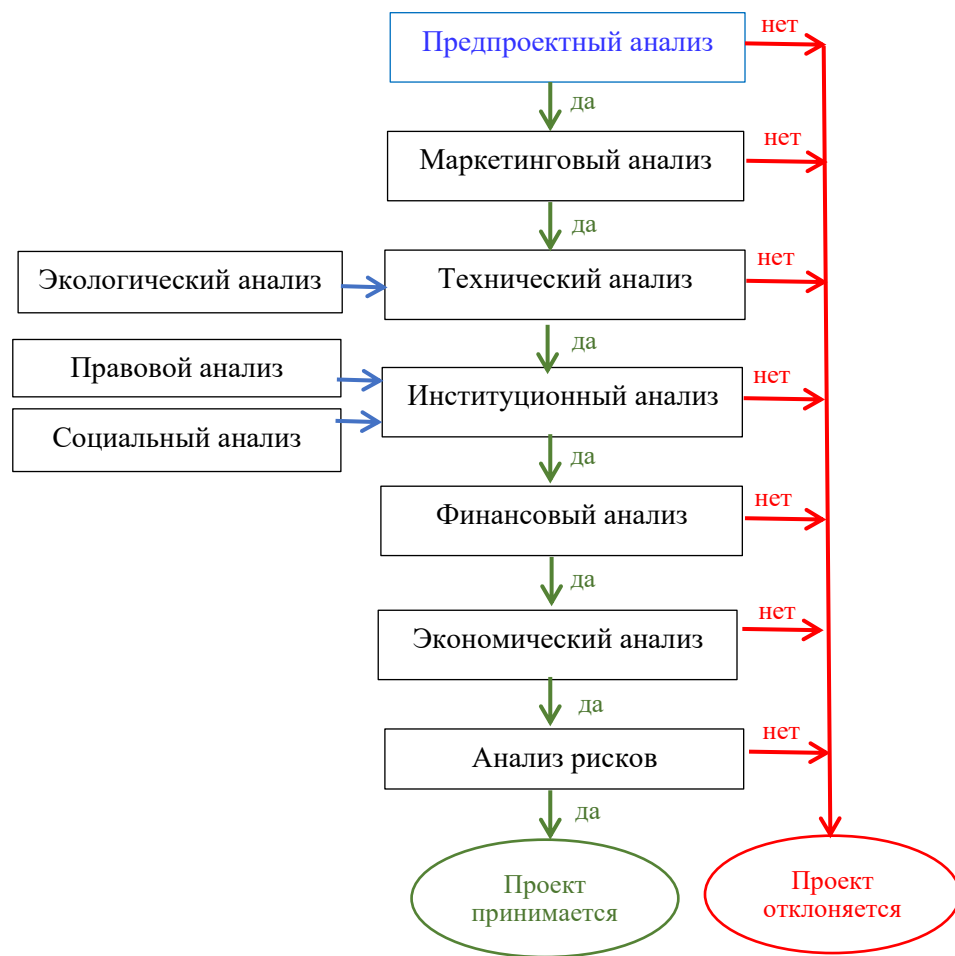 Предпроектный анализ
нет
да
Маркетинговый анализ
нет
да
Экологический анализ
Технический анализ
нет
да
Правовой анализ
Институционный анализ
нет
Социальный анализ
да
Финансовый анализ
нет
да
Экономический анализ
нет
да
Анализ рисков
нет
да
Проект
принимается
Проект
отклоняется